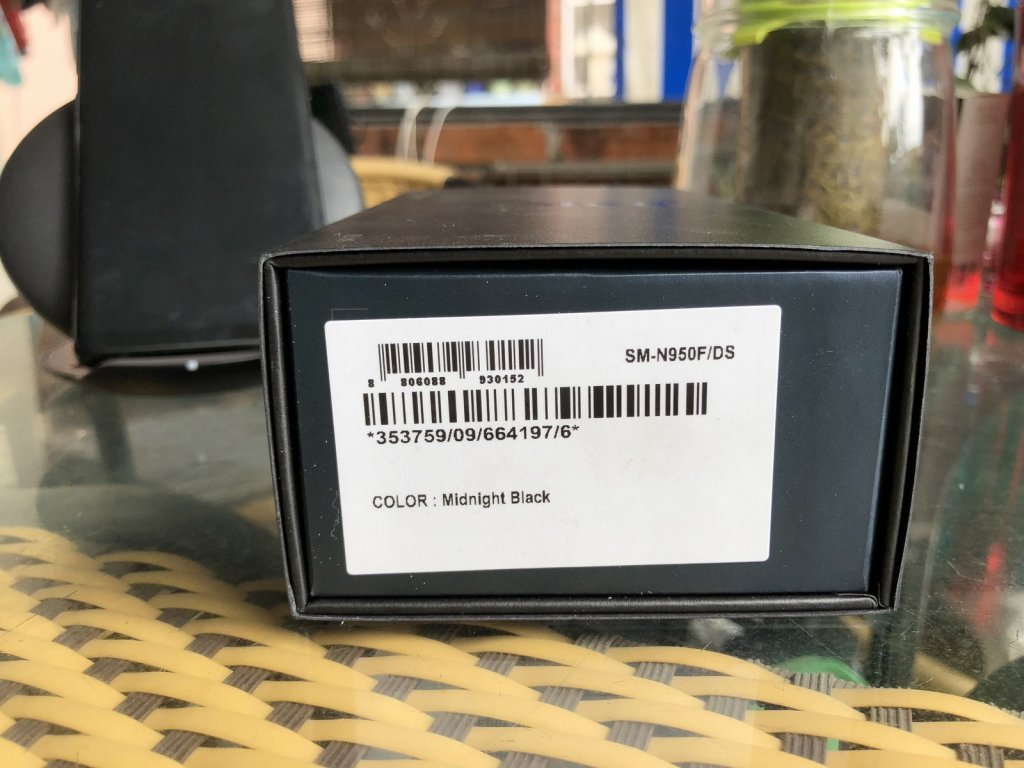 SM-N950F/DS
8 806088 930152
*353759/09/664197/6*
COLOR : Midnight Black